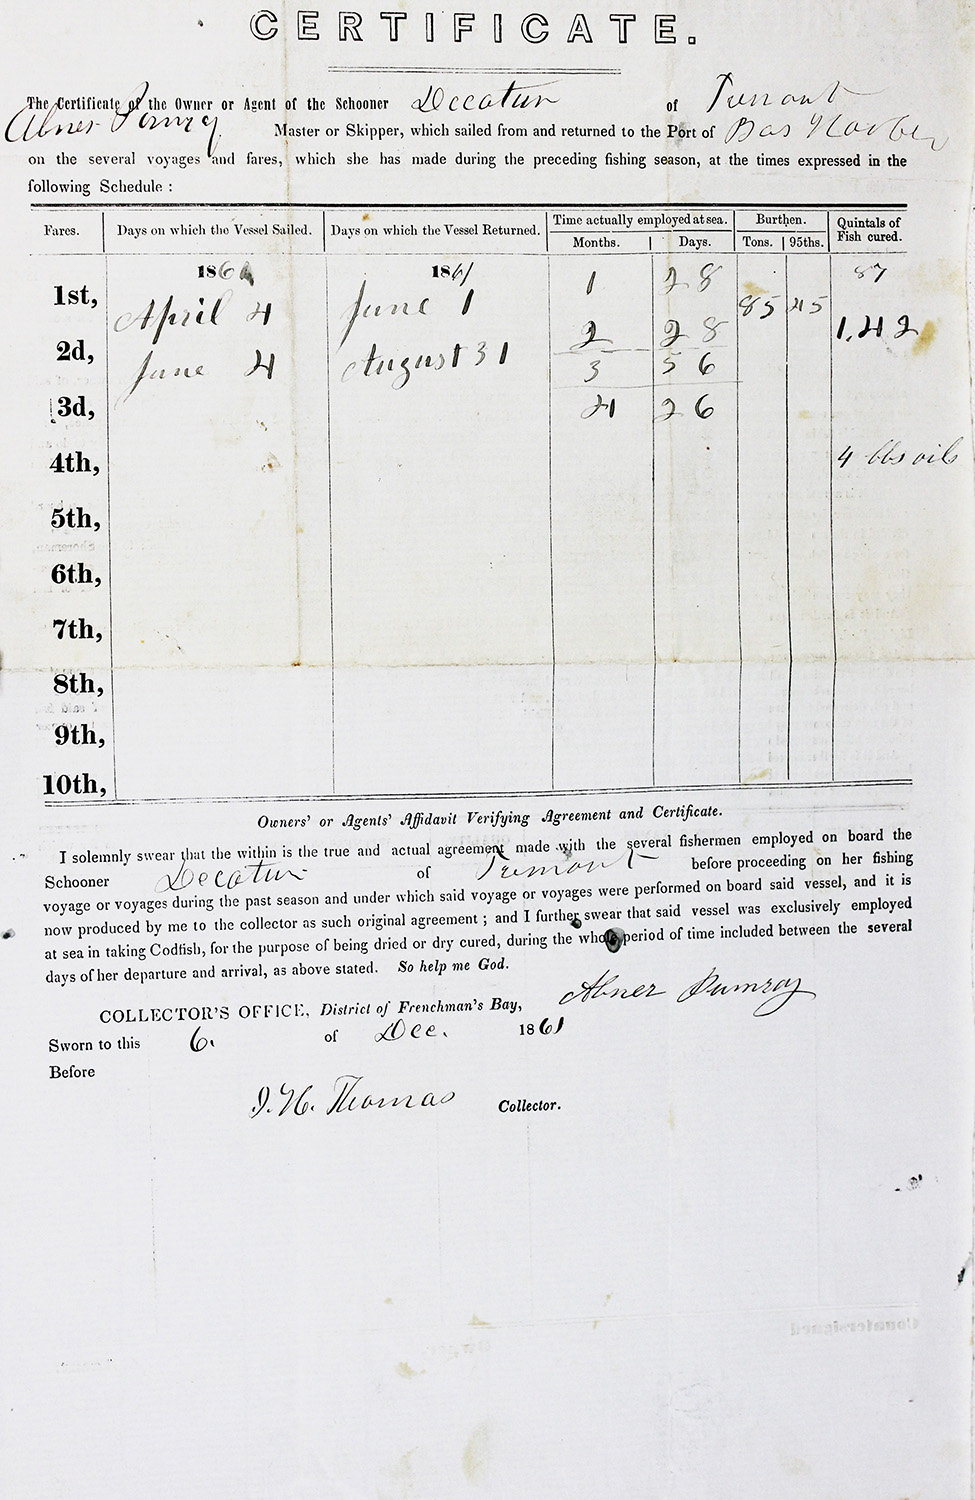 CERTIFICATE.
The Certificate of the Owner or Agent of the Schooner Decatur of Tremont
Abner Pomroy Master or Skipper, which sailed from and returned to the Port of Bas Harber
on the several voyages and fares, which she has made during the preceding fishing season, at the times expressed in the
following Schedule :
Fares. Days on which the Vessel Sailed. Days on which the Vessel Returned. Time actually employed at sea. Burthen. Quintals of Fish cured.
Months. Days. Tons. 95ths.
1861 1861
1st, April 4 June 1 1 28 85 45 87
2d, June 4 August 31 2 28 1,42
3 56
3d, 4 26
4th, 4 bbs oil
5th,
6th,
7th,
8th,
9th,
10th,
Owners' or Agents' Affidavit Verifying Agreement and Certificate.
I solemnly swear that the within is the true and actual agreement made with the several fishermen employed on board the
Schooner Decatur of Tremont before proceeding on her fishing
voyage or voyages during the past season and under which said voyage or voyages were performed on board said vessel, and it is
now produced by me to the collector as such original agreement ; and I further swear that said vessel was exclusively employed
at sea in taking Codfish, for the purpose of being dried or dry cured, during the whole period of time included between the several
days of her departure and arrival, as above stated. So help me God.
Abner Pumroy
COLLECTOR'S OFFICE, District of Frenchman's Bay,
Sworn to this 6. of Dec. 1861
Before
I. H. Thomas Collector.